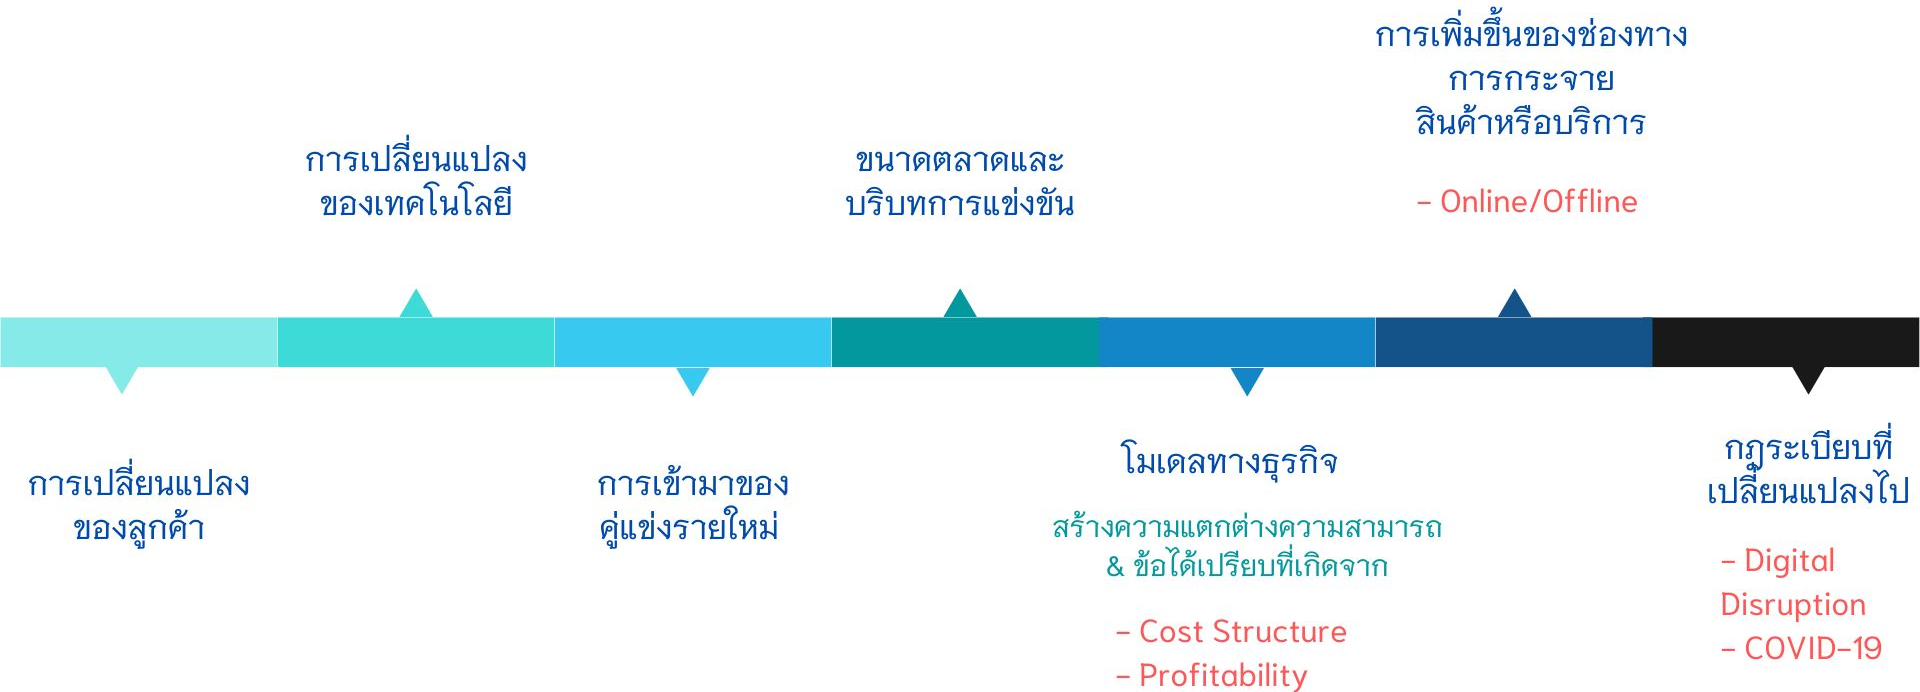 การเปลี่ยนแปลง
ของลูกค้า
การเปลี่ยนแปลง
ของเทคโนโลยี
การเข้ามาของ
คู่แข่งรายใหม่
ขนาดตลาดและ
บริบทการแข่งขัน
โมเดลทางธุรกิจ
สร้างความแตกต่างความสามารถ
& ข้อได้เปรียบที่เกิดจาก
- Cost Structure
- Profitability
การเพิ่มขึ้นของช่องทาง
การกระจาย
สินค้าหรือบริการ
- Online/Offline
กฎระเบียบที่
เปลี่ยนแปลงไป
- Digital
Disruption
- COVID-19